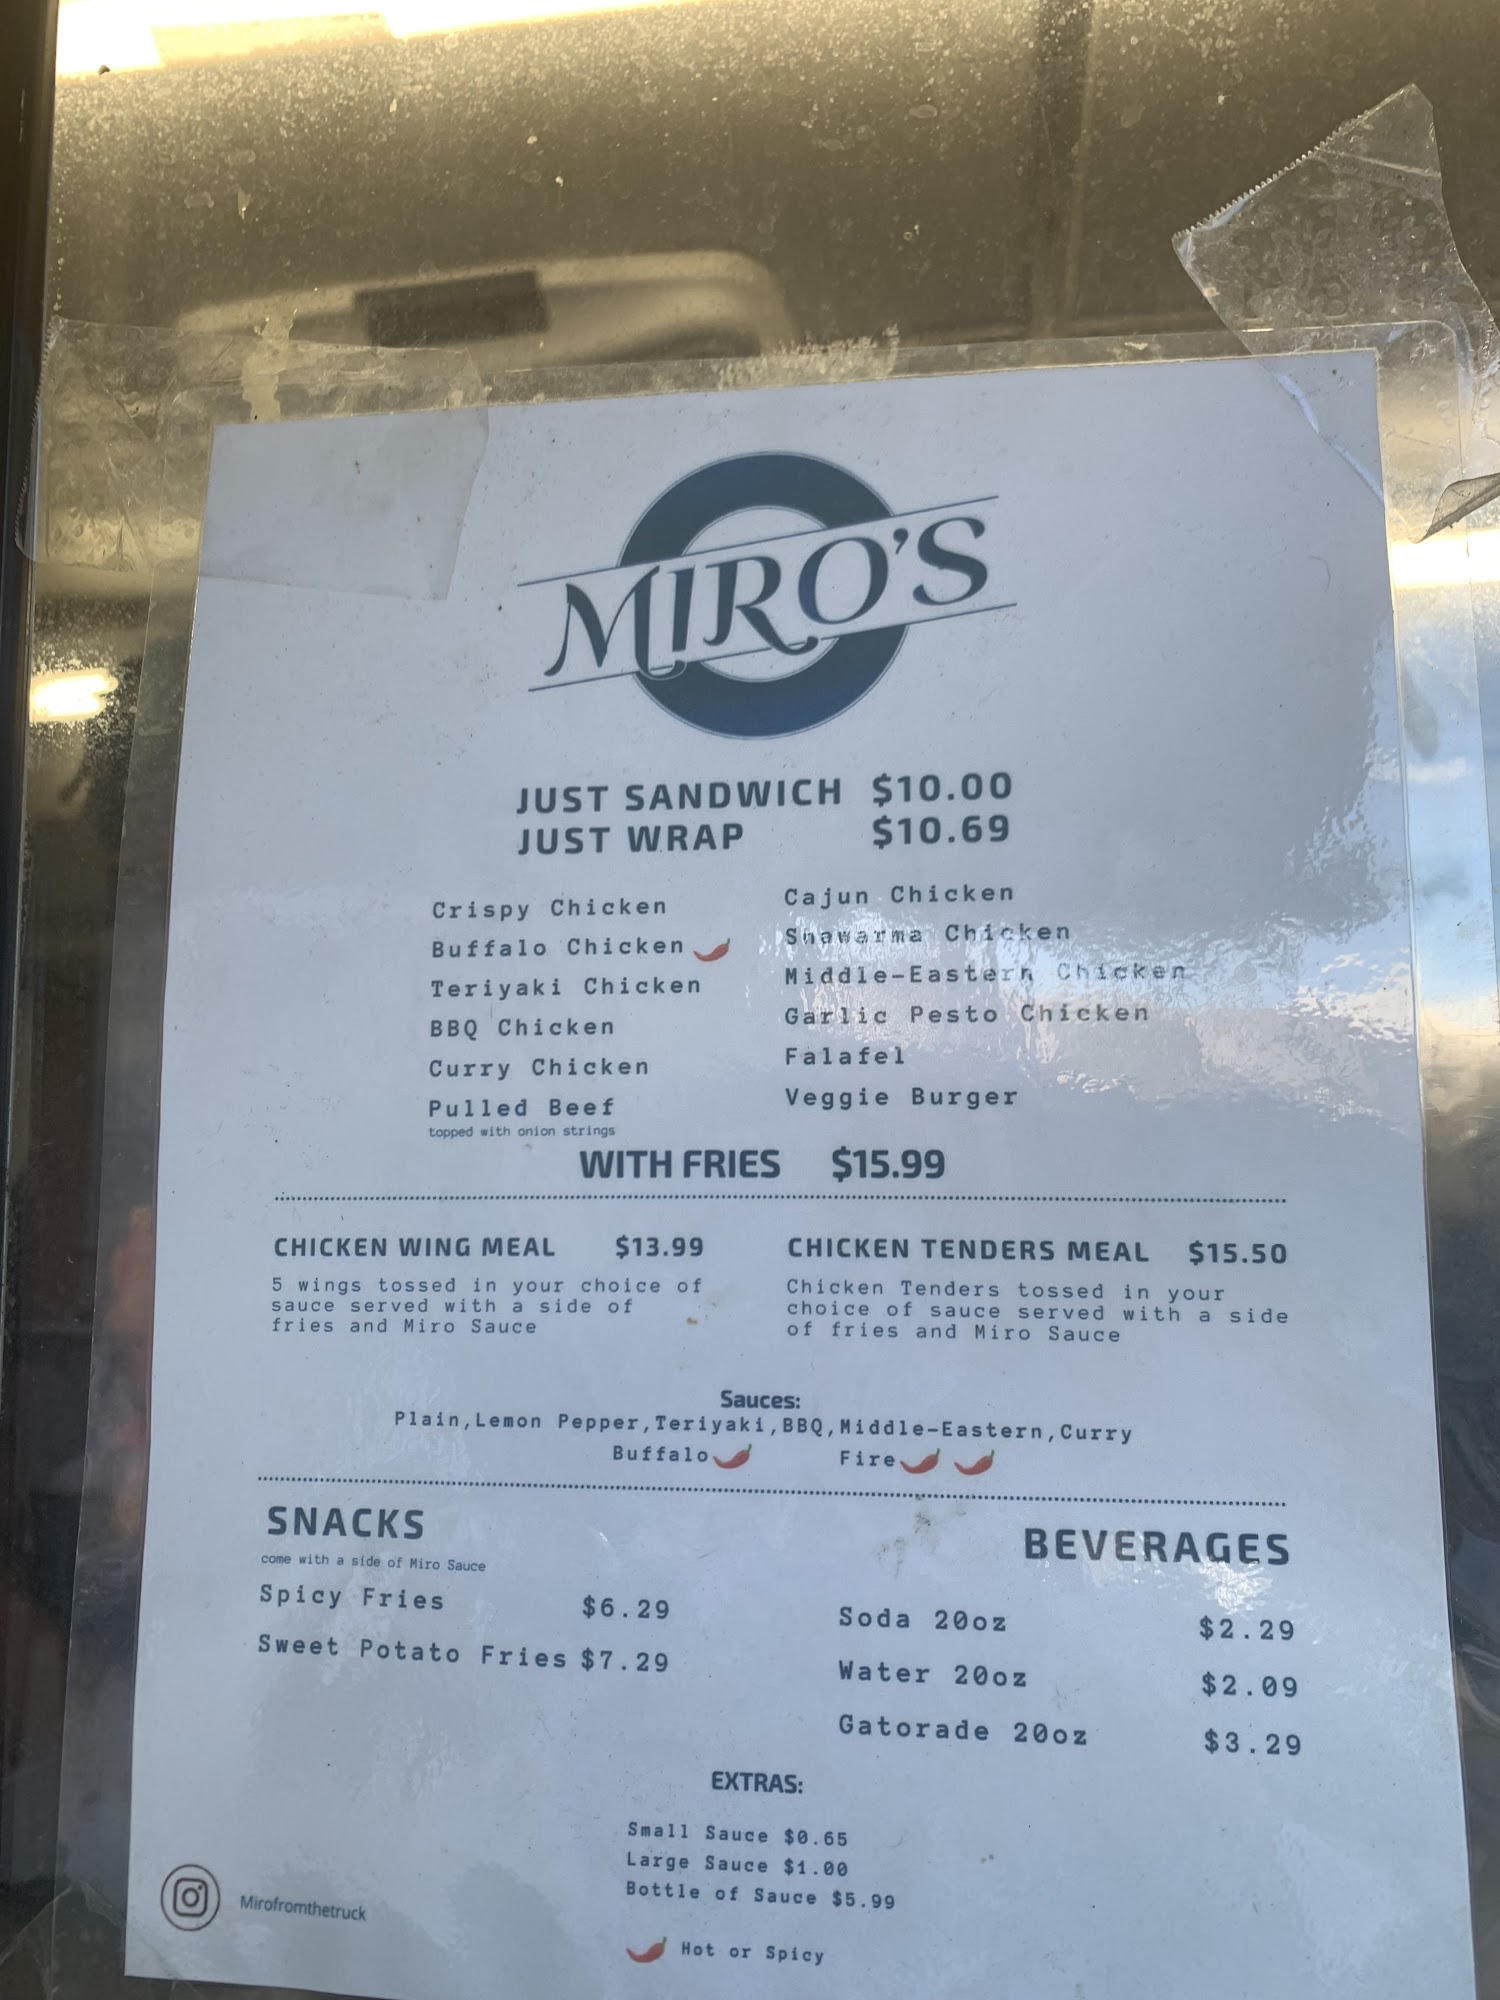 MIRO'S
JUST SANDWICH $10.00
JUST WRAP $10.69
Crispy Chicken
Buffalo Chicken
Teriyaki Chicken
BBQ Chicken
Curry Chicken
Pulled Beef
topped with onion strings
Cajun Chicken
Shawarma Chicken
Middle-Eastern Chicken
Garlic Pesto Chicken
Falafel
Veggie Burger
WITH FRIES $15.99
CHICKEN WING MEAL $13.99
5 wings tossed in your choice of
sauce served with a side of
fries and Miro Sauce
CHICKEN TENDERS MEAL $15.50
Chicken Tenders tossed in your
choice of sauce served with a side
of fries and Miro Sauce
Sauces:
Plain,Lemon Pepper,Teriyaki,BBQ,Middle-Eastern,Curry
Buffalo Fire
SNACKS
come with a side of Miro Sauce
Spicy Fries $6.29
Sweet Potato Fries $7.29
BEVERAGES
Soda 20oz $2.29
Water 20oz $2.09
Gatorade 20oz $3.29
EXTRAS:
Small Sauce $0.65
Large Sauce $1.00
Bottle of Sauce $5.99
Hot or Spicy
Mirofromthetruck